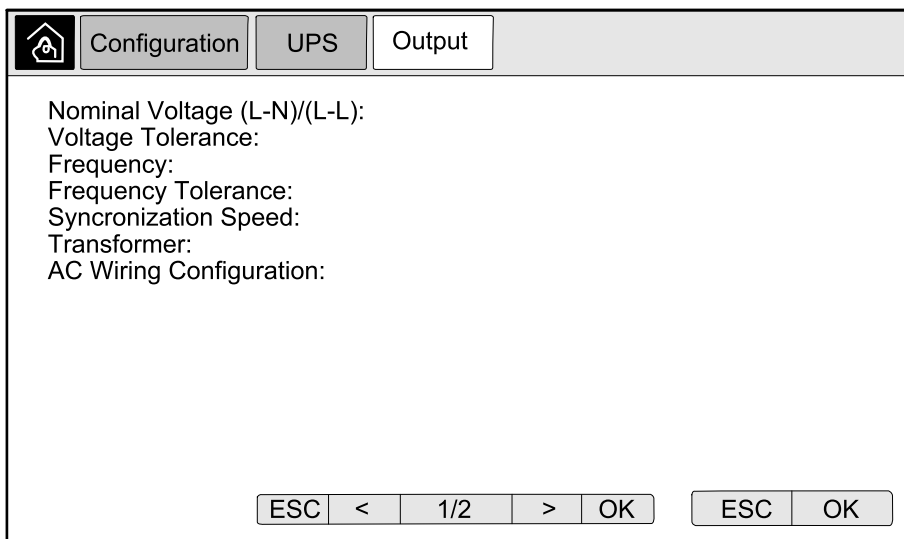 Configuration UPS Output
Nominal Voltage (L-N)/(L-L):
Voltage Tolerance:
Frequency:
Frequency Tolerance:
Syncronization Speed:
Transformer:
AC Wiring Configuration:
ESC < 1/2 > OK ESC OK